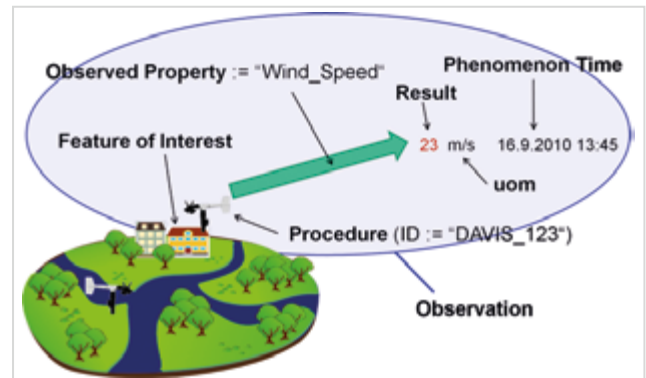 Observed Property := "Wind_Speed"
Phenomenon Time
Result
Feature of Interest
23 m/s 16.9.2010 13:45
uom
Procedure (ID := "DAVIS_123")
Observation